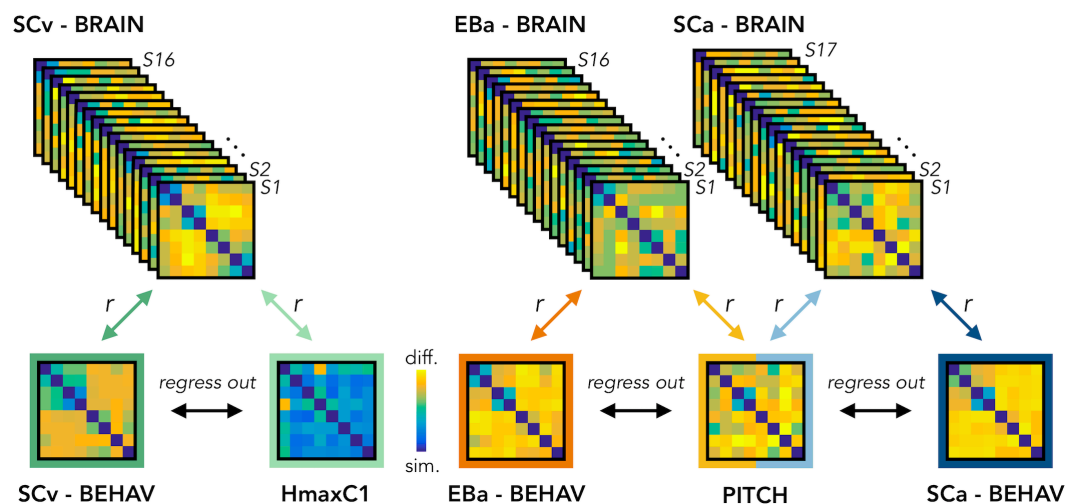 SCv - BRAIN
EBa - BRAIN
SCa - BRAIN
S16
S2
S1
S16
S2
S1
S17
S2
S1
r
r
r
r
r
r
diff.
sim.
regress out
regress out
regress out
SCv - BEHAV
HmaxC1
EBa - BEHAV
PITCH
SCa - BEHAV